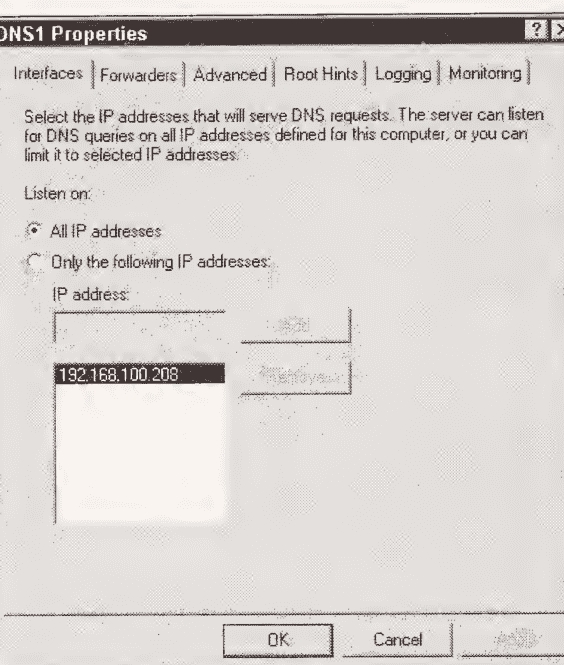 DNS1 Properties
Interfaces Forwarders Advanced Root Hints Logging Monitoring
Select the IP addresses that will serve DNS requests. The server can listen
for DNS queries on all IP addresses defined for this computer, or you can
limit it to selected IP addresses.
Listen on:
All IP addresses
Only the following IP addresses:
IP address:
Add
192.168.100.208
Remove
OK
Cancel
Apply